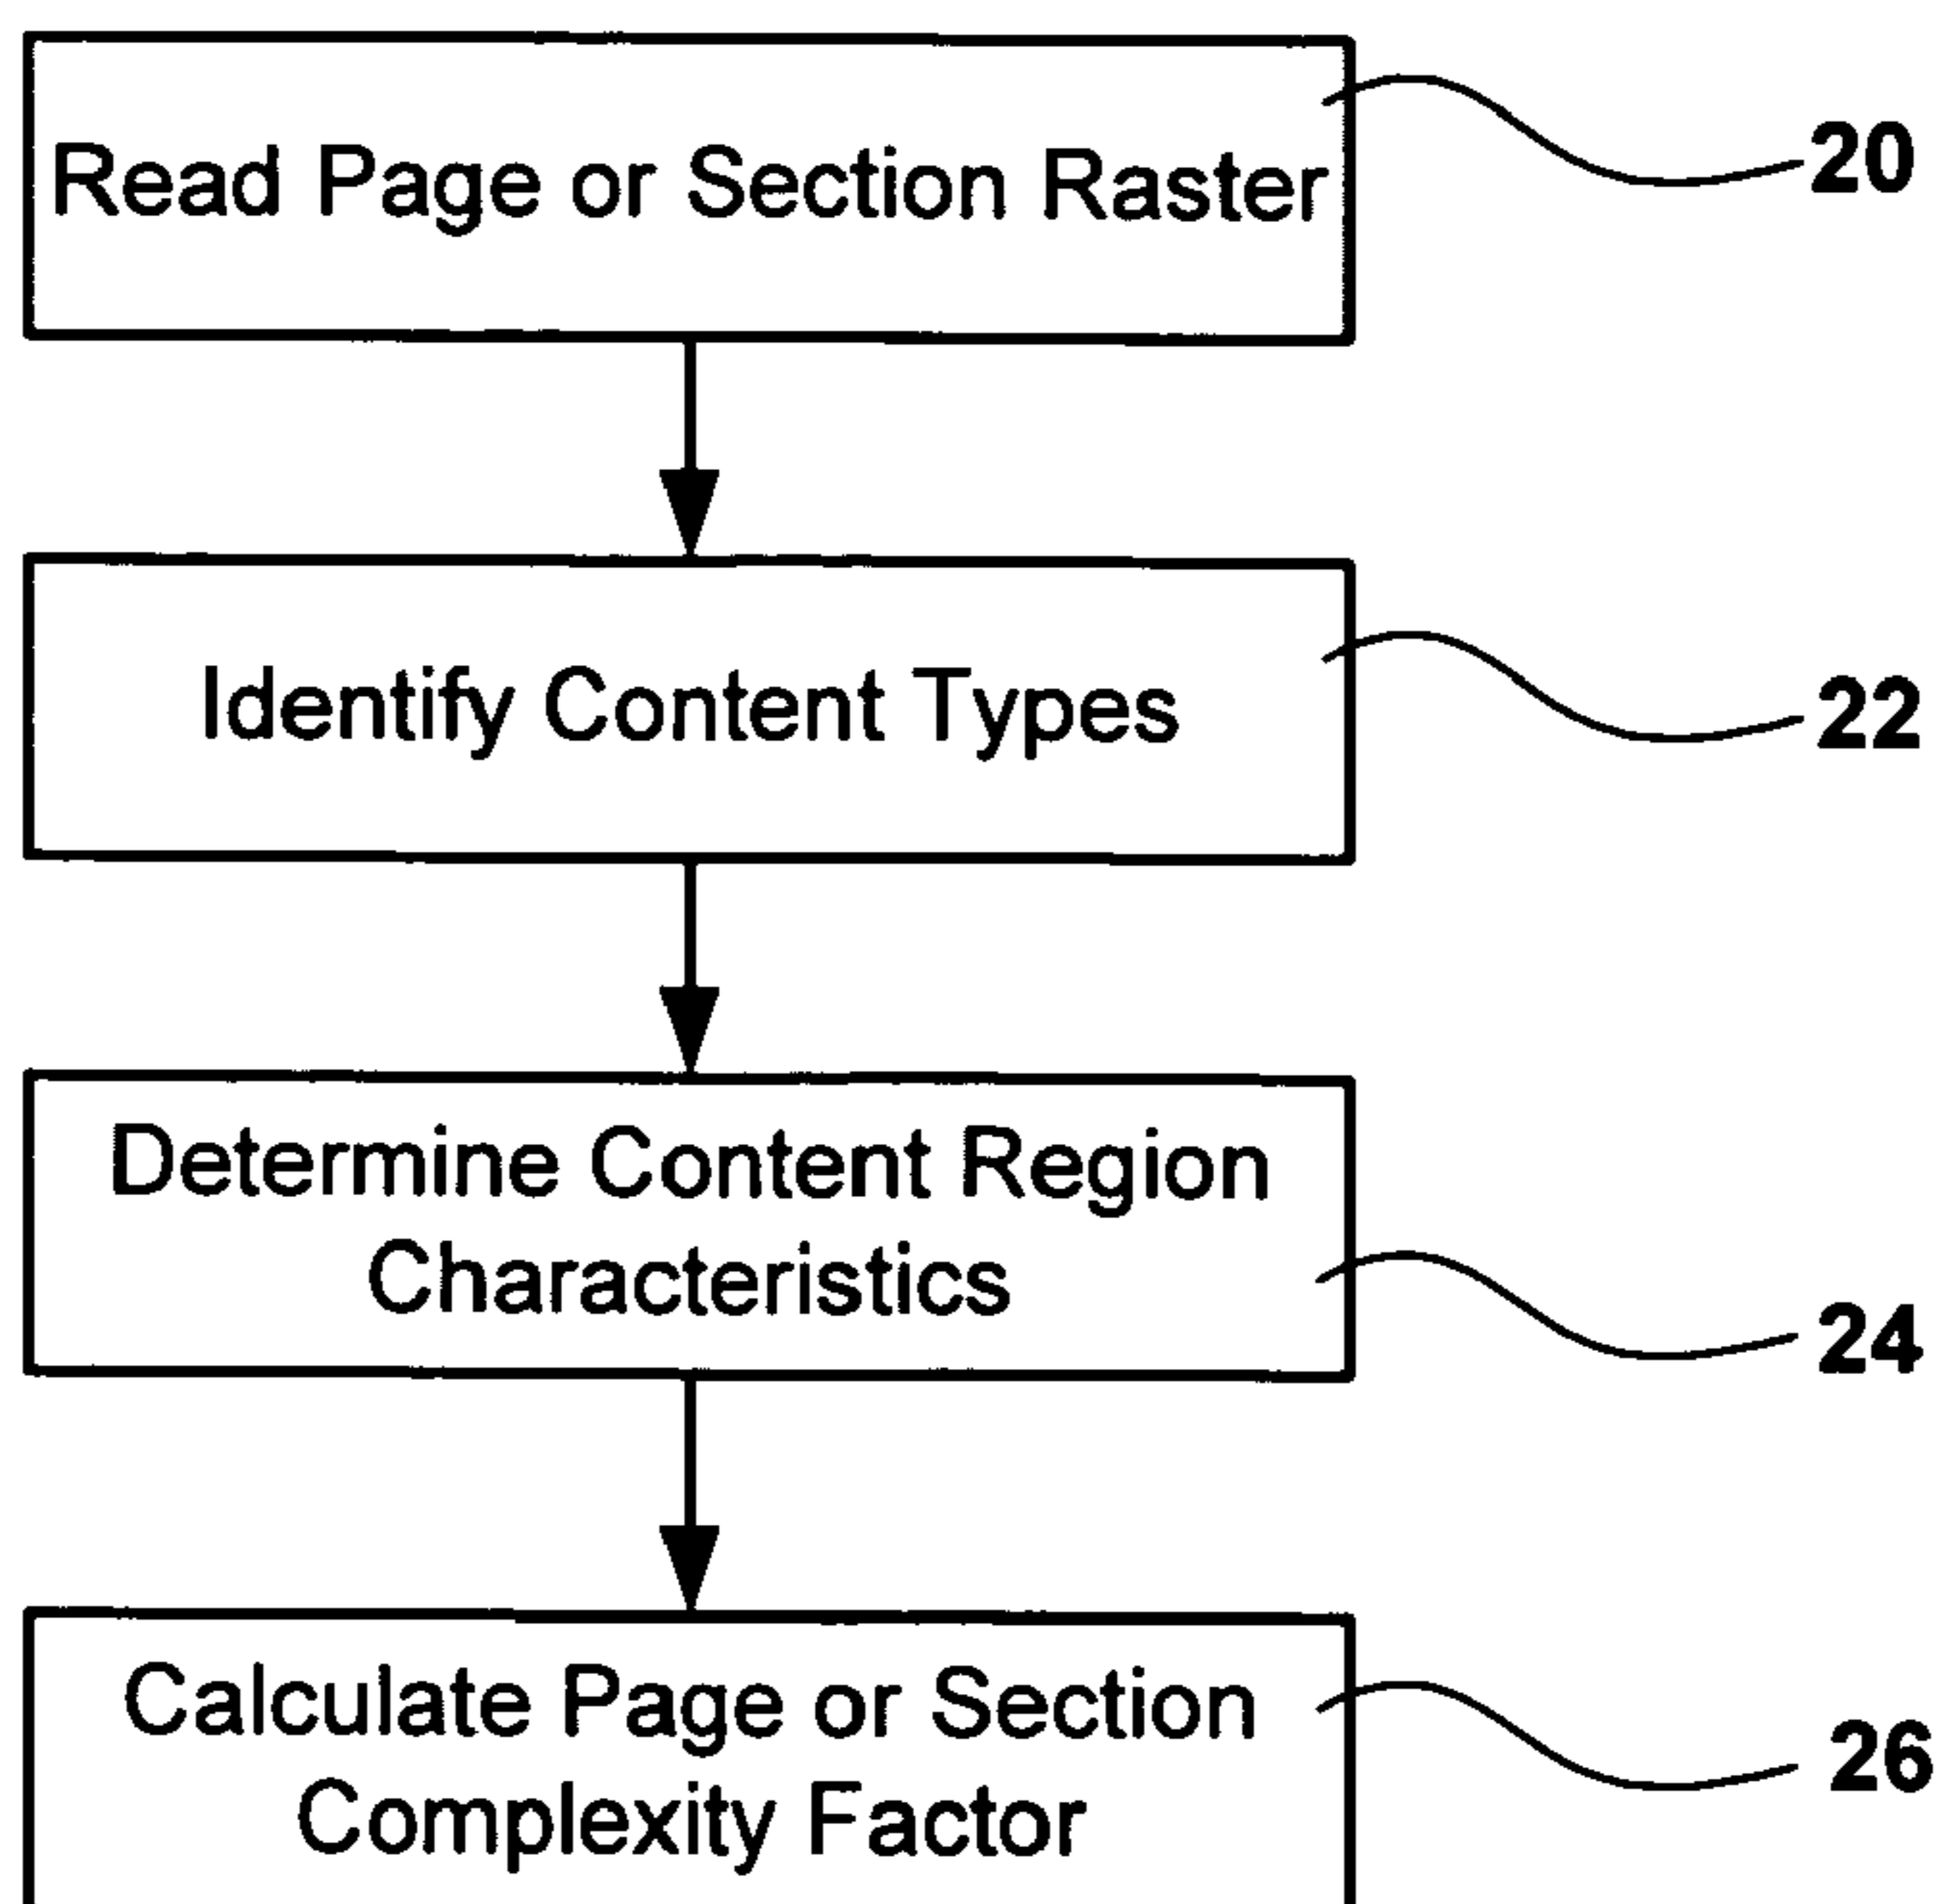 Read Page or Section Raster
20
Identify Content Types
22
Determine Content Region
Characteristics
24
Calculate Page or Section
Complexity Factor
26